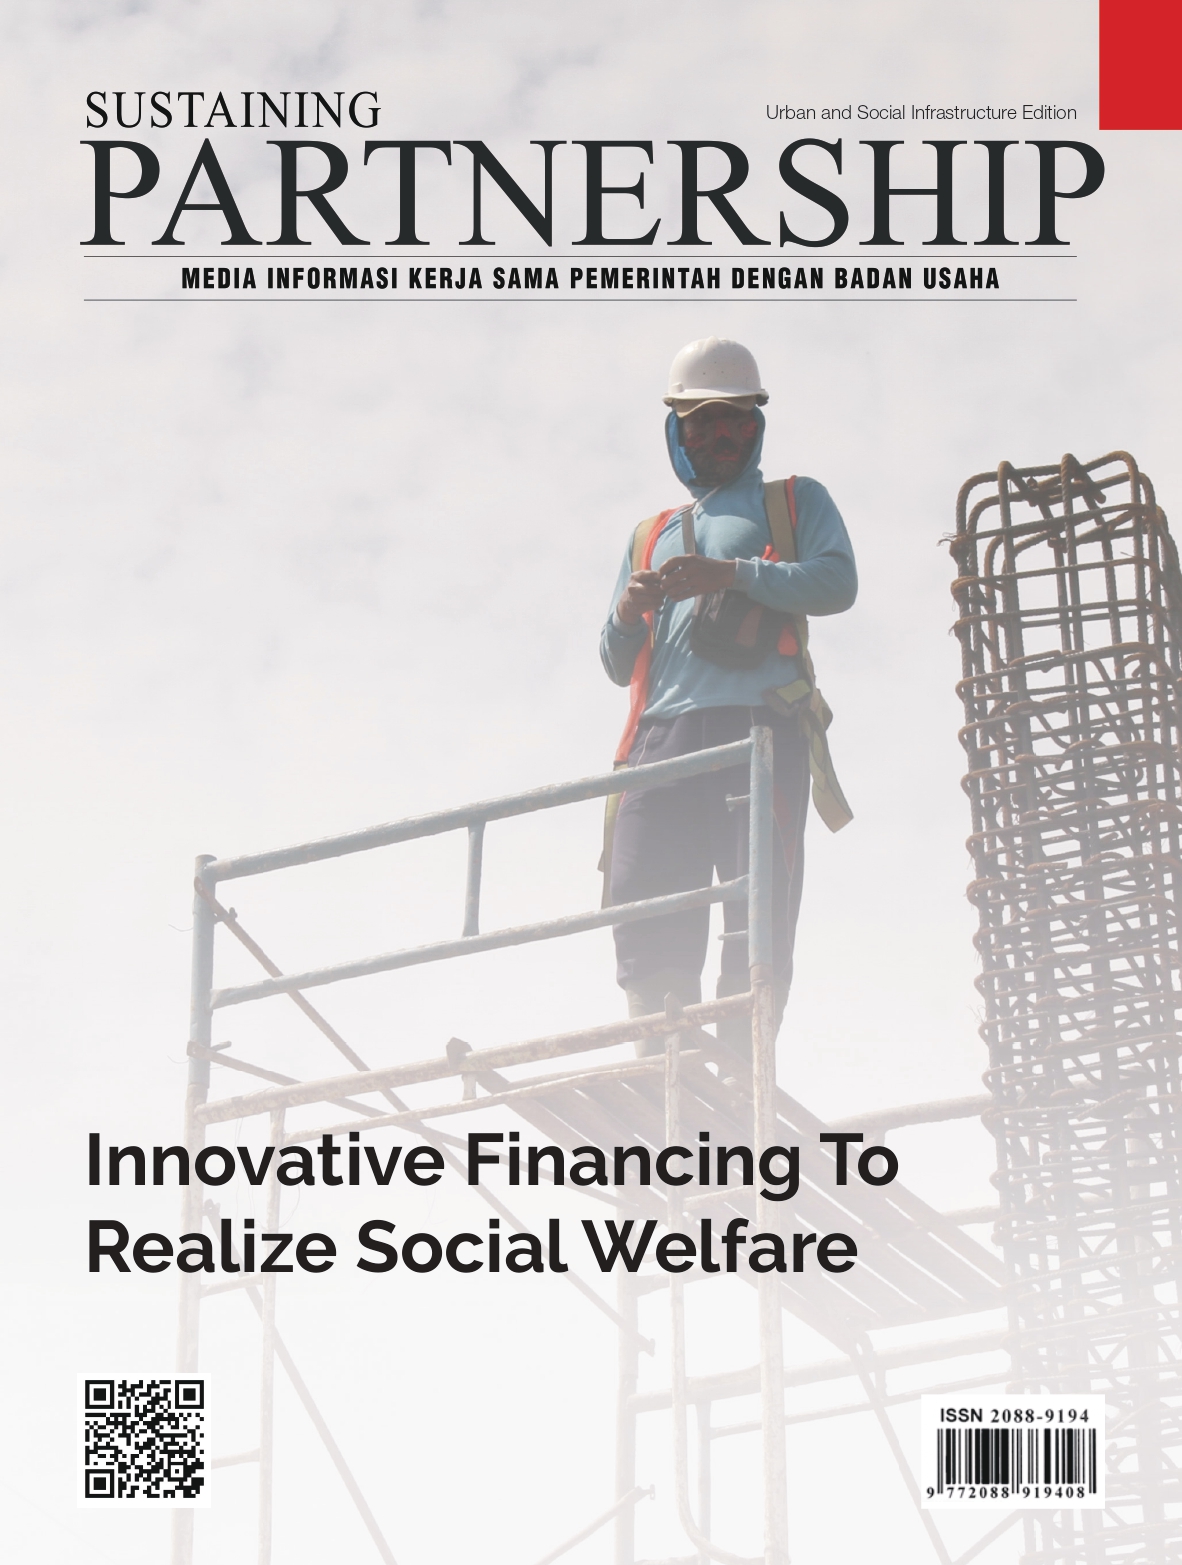 SUSTAINING
Urban and Social Infrastructure Edition
PARTNERSHIP
MEDIA INFORMASI KERJA SAMA PEMERINTAH DENGAN BADAN USAHA
Innovative Financing To
Realize Social Welfare
ISSN 2088-9194
9 772088 919408